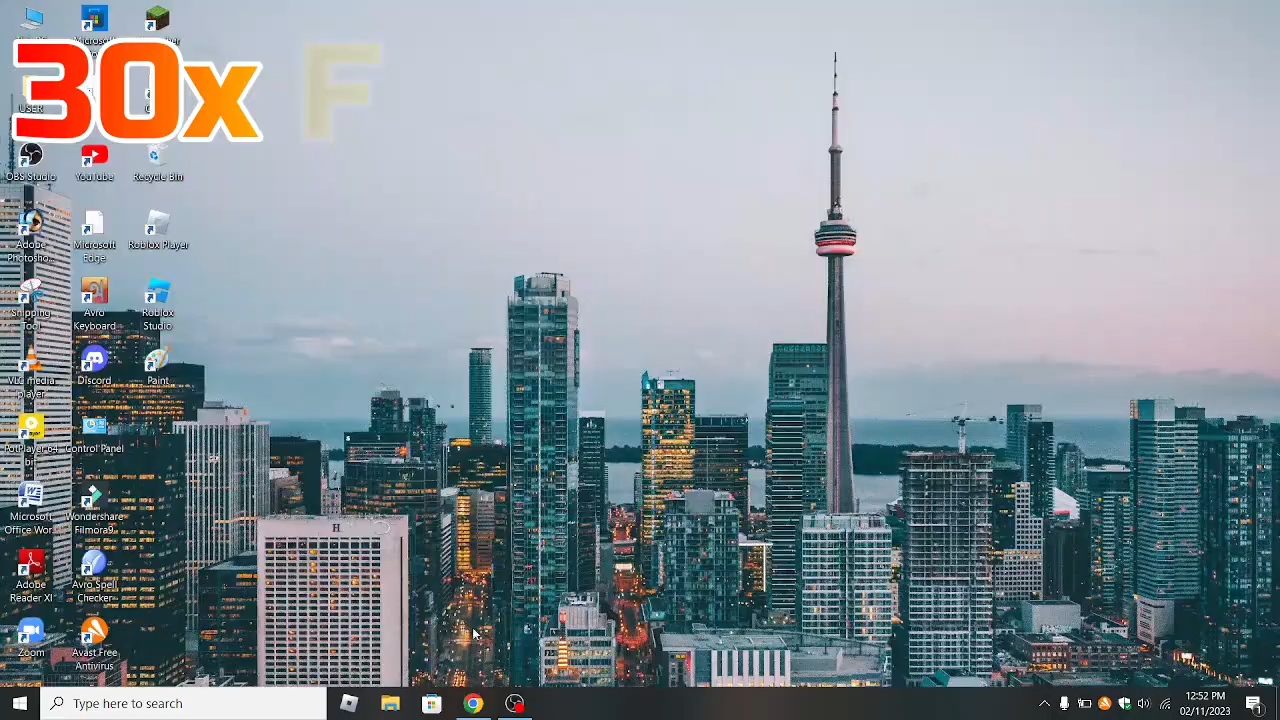 30x F
USER
OBS Studio
YouTube
Recycle Bin
Adobe
Photosho...
Microsoft
Edge
Roblox Player
Snipping
Tool
Avro
Keyboard
Roblox
Studio
VLC media
player
Discord
Paint
PotPlayer 64
bit
Control Panel
Microsoft
Office Wor...
Wondershare
Filmora9
Adobe
Reader XI
Avro Spell
Checker
Zoom
Avast Free
Antivirus
Type here to search
12:52 PM
02/11/2023